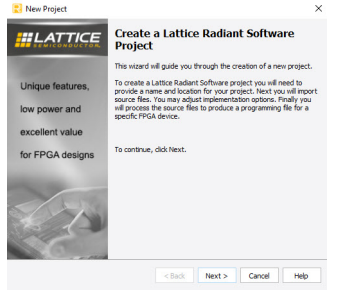 New Project
LATTICE
SEMICONDUCTOR.
Unique features,
low power and
excellent value
for FPGA designs
Create a Lattice Radiant Software
Project
This wizard will guide you through the creation of a new project.
To create a Lattice Radiant Software project you will need to
provide a name and location for your project. Next you will import
source files. You may adjust implementation options. Finally you
will process the source files to produce a programming file for a
specific FPGA device.
To continue, click Next.
< Back
Next >
Cancel
Help